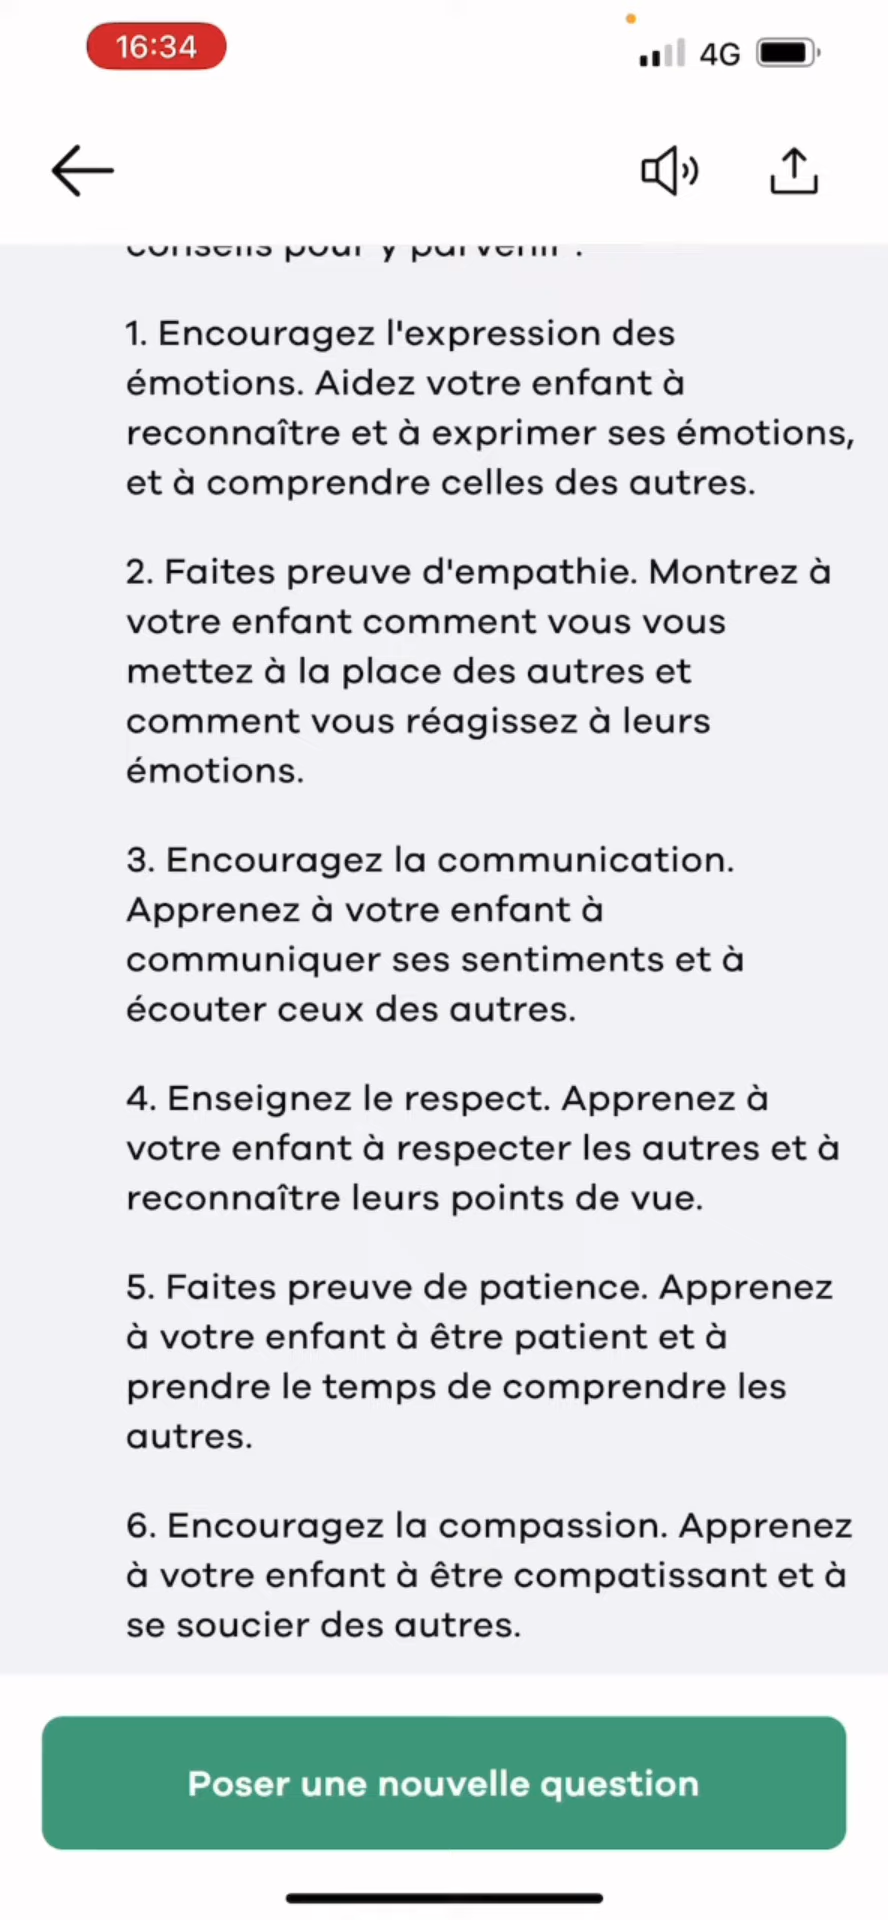 16:34
4G
conseils pour y parvenir :
1. Encouragez l'expression des
émotions. Aidez votre enfant à
reconnaître et à exprimer ses émotions,
et à comprendre celles des autres.
2. Faites preuve d'empathie. Montrez à
votre enfant comment vous vous
mettez à la place des autres et
comment vous réagissez à leurs
émotions.
3. Encouragez la communication.
Apprenez à votre enfant à
communiquer ses sentiments et à
écouter ceux des autres.
4. Enseignez le respect. Apprenez à
votre enfant à respecter les autres et à
reconnaître leurs points de vue.
5. Faites preuve de patience. Apprenez
à votre enfant à être patient et à
prendre le temps de comprendre les
autres.
6. Encouragez la compassion. Apprenez
à votre enfant à être compatissant et à
se soucier des autres.
Poser une nouvelle question